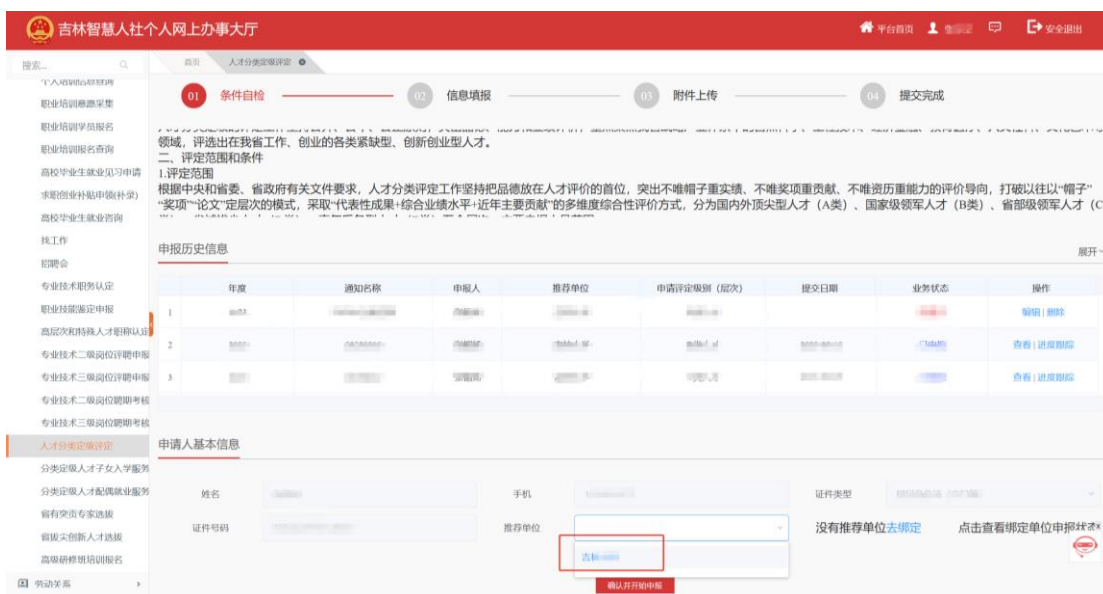 吉林智慧人社个人网上办事大厅
平台首页
安全退出
搜索...
首页
人才分类定级评定
个人培训信息查询
职业培训意愿采集
职业培训学员报名
职业培训报名查询
高校毕业生就业见习申请
求职创业补贴申领(补录)
高校毕业生就业咨询
找工作
招聘会
专业技术职务认定
职业技能鉴定申报
高层次和特殊人才职称认定
专业技术二级岗位评聘申报
专业技术三级岗位评聘申报
专业技术二级岗位聘期考核
专业技术三级岗位聘期考核
人才分类定级评定
分类定级人才子女入学服务
分类定级人才配偶就业服务
省有突贡专家选拔
省拔尖创新人才选拔
高级研修班培训报名
劳动关系
01 条件自检
02 信息填报
03 附件上传
04 提交完成
领域，评选出在我省工作、创业的各类紧缺型、创新创业型人才。
二、评定范围和条件
1.评定范围
根据中央和省委、省政府有关文件要求，人才分类评定工作坚持把品德放在人才评价的首位，突出不唯帽子重实绩、不唯奖项重贡献、不唯资历重能力的评价导向，打破以往以“帽子”
“奖项”“论文”定层次的模式，采取“代表性成果+综合业绩水平+近年主要贡献”的多维度综合性评价方式，分为国内外顶尖型人才（A类）、国家级领军人才（B类）、省部级领军人才（C
申报历史信息
展开
年度 通知名称 申报人 推荐单位 申请评定级别（层次） 提交日期 业务状态 操作
1 编辑 | 删除
2 查看 | 进度跟踪
3 查看 | 进度跟踪
申请人基本信息
姓名
手机
证件类型
证件号码
推荐单位
没有推荐单位去绑定
点击查看绑定单位申报状态
吉林
确认并开始申报